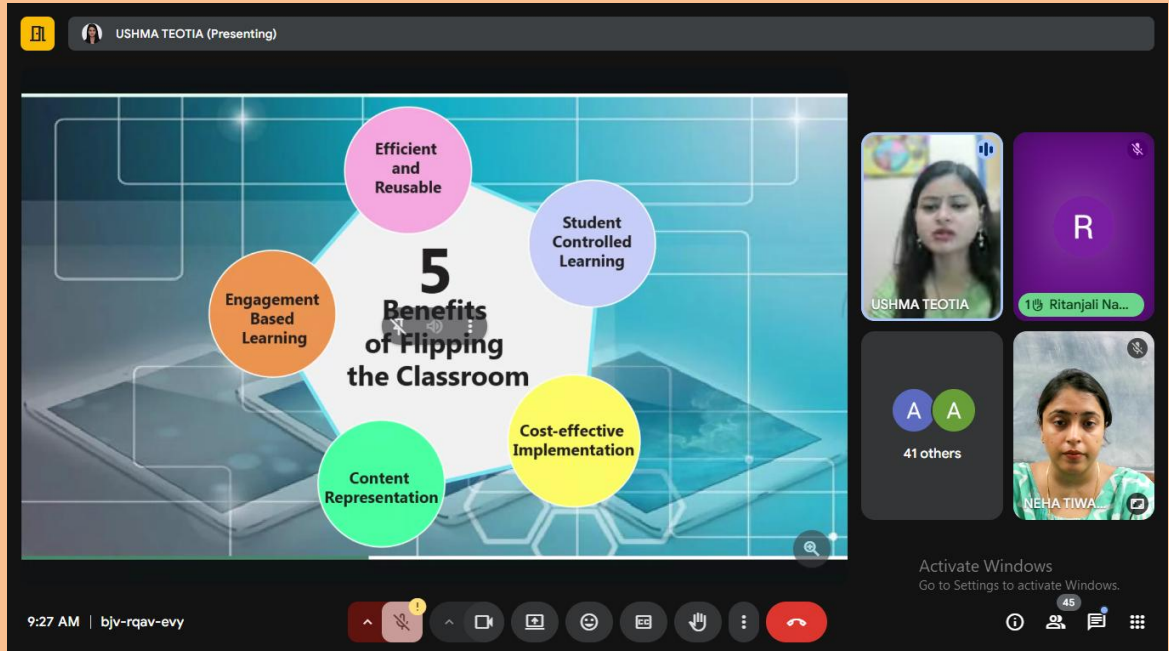 USHMA TEOTIA (Presenting)
Efficient
and
Reusable
Student
Controlled
Learning
5
Benefits
of Flipping
the Classroom
Engagement
Based
Learning
Cost-effective
Implementation
Content
Representation
USHMA TEOTIA
R
1 Ritanjali Na...
A A
41 others
NEHA TIWA...
Activate Windows
Go to Settings to activate Windows.
9:27 AM | bjv-rqav-evy
!
CC
45